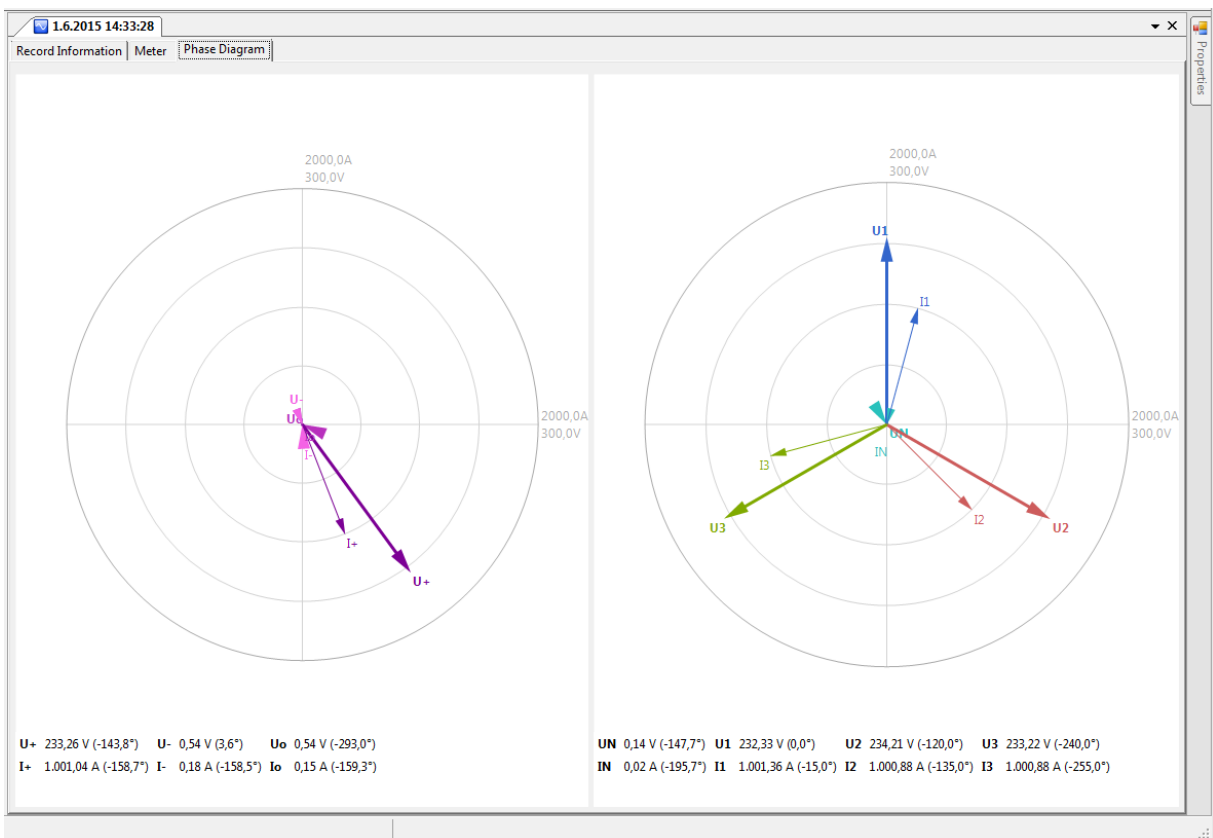 1.6.2015 14:33:28
Properties
Record Information Meter Phase Diagram
2000,0A
300,0V
2000,0A
300,0V
U-
Uo
I-
I+
U+
2000,0A
300,0V
2000,0A
300,0V
U1
I1
UN
IN
I3
U3
I2
U2
U+ 233,26 V (-143,8°) U- 0,54 V (3,6°) Uo 0,54 V (-293,0°)
I+ 1.001,04 A (-158,7°) I- 0,18 A (-158,5°) Io 0,15 A (-159,3°)
UN 0,14 V (-147,7°) U1 232,33 V (0,0°) U2 234,21 V (-120,0°) U3 233,22 V (-240,0°)
IN 0,02 A (-195,7°) I1 1.001,36 A (-15,0°) I2 1.000,88 A (-135,0°) I3 1.000,88 A (-255,0°)